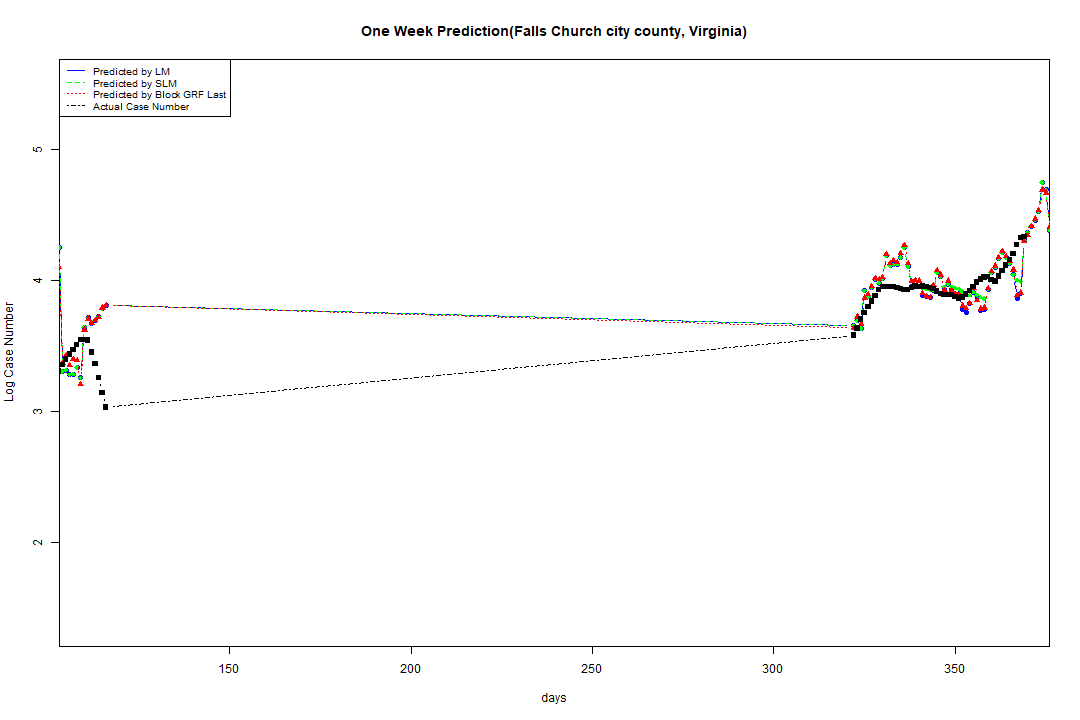 One Week Prediction(Falls Church city county, Virginia)
Predicted by LM
Predicted by SLM
Predicted by Block GRF Last
Actual Case Number
5
4
3
2
Log Case Number
150 200 250 300 350
days